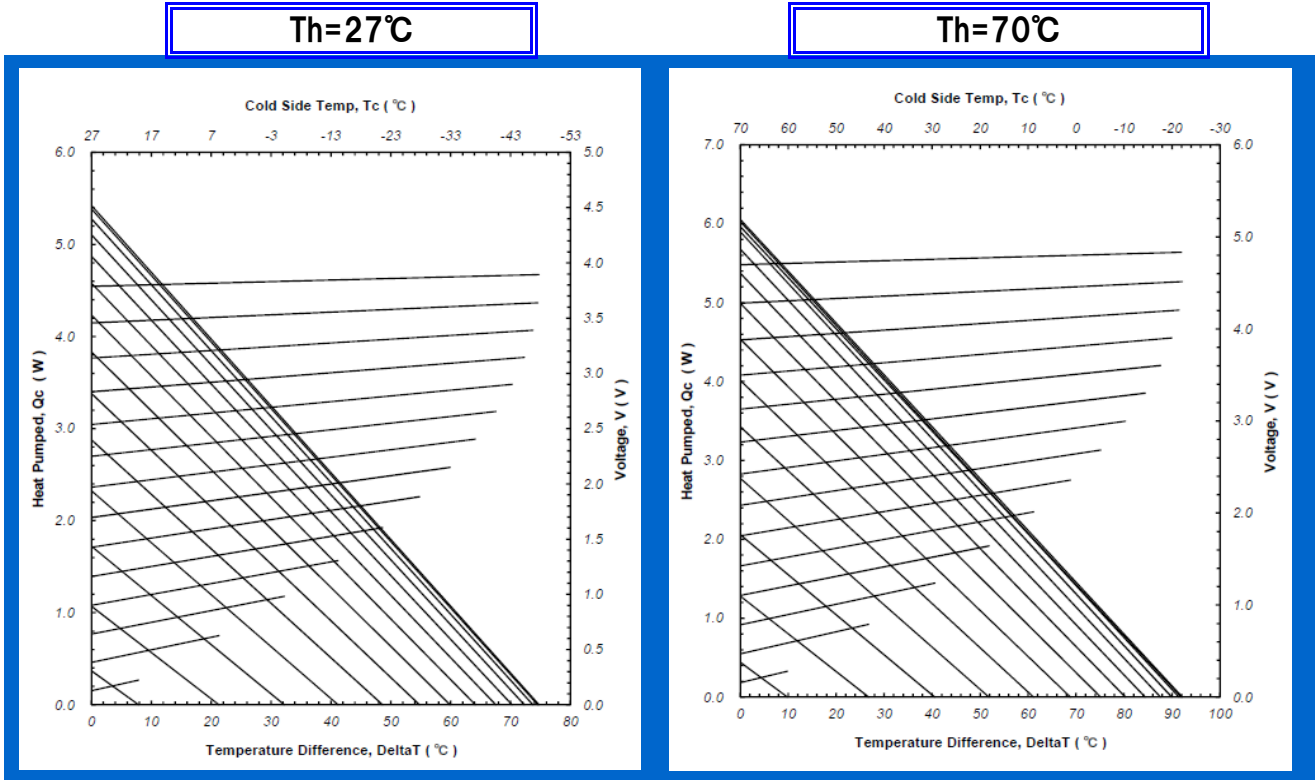 Th=27℃
Th=70℃
Cold Side Temp, Tc ( ℃ )
27 17 7 -3 -13 -23 -33 -43 -53
6.0
5.0
4.0
3.0
2.0
1.0
0.0
Heat Pumped, Qc ( W )
5.0
4.5
4.0
3.5
3.0
2.5
2.0
1.5
1.0
0.5
0.0
Voltage, V ( V )
0 10 20 30 40 50 60 70 80
Temperature Difference, DeltaT ( ℃ )
Cold Side Temp, Tc ( ℃ )
70 60 50 40 30 20 10 0 -10 -20 -30
7.0
6.0
5.0
4.0
3.0
2.0
1.0
0.0
Heat Pumped, Qc ( W )
6.0
5.0
4.0
3.0
2.0
1.0
0.0
Voltage, V ( V )
0 10 20 30 40 50 60 70 80 90 100
Temperature Difference, DeltaT ( ℃ )